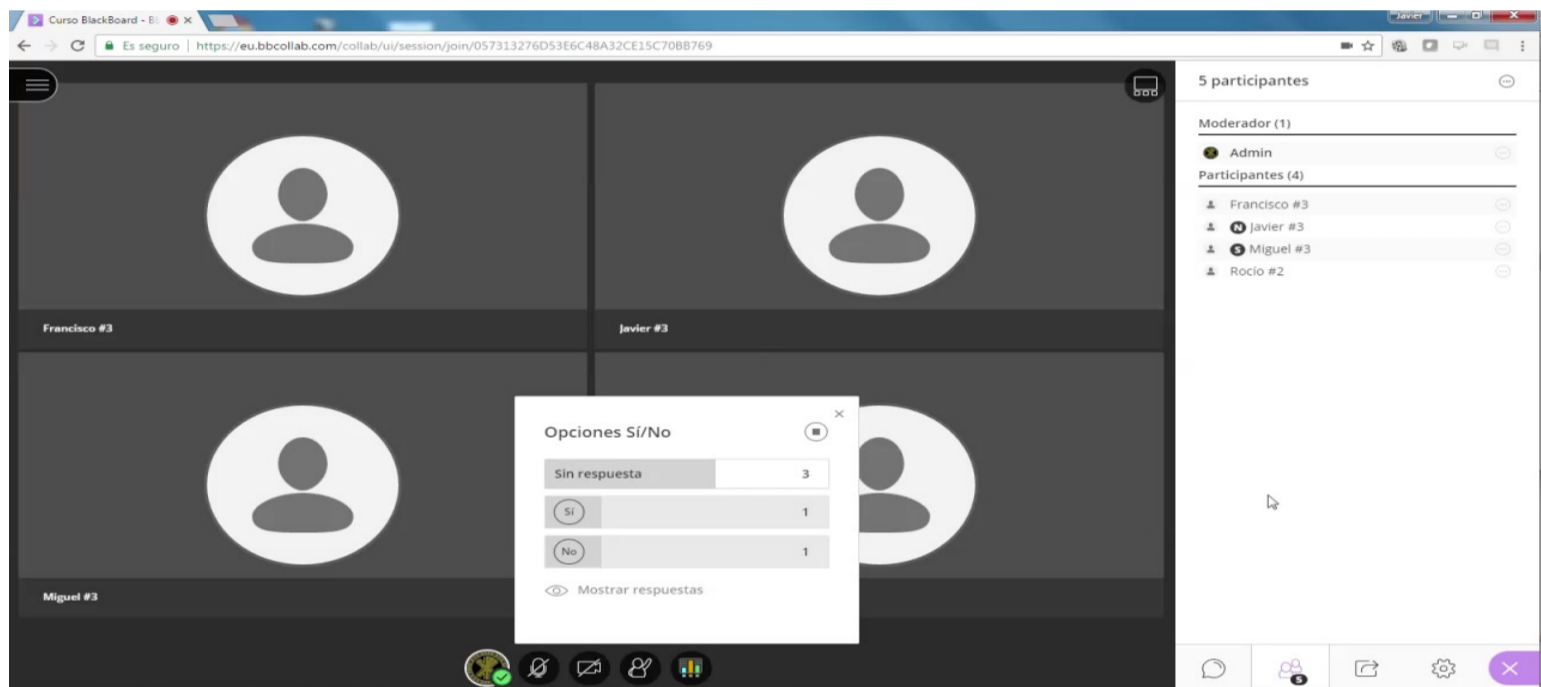 Curso BlackBoard - Bl
Javier
Es seguro | https://eu.bbcollab.com/collab/ui/session/join/057313276D53E6C48A32CE15C70BB769
5 participantes
Moderador (1)
Admin
Participantes (4)
Francisco #3
N Javier #3
S Miguel #3
Rocío #2
Francisco #3
Javier #3
Opciones Sí/No
Sin respuesta 3
Sí 1
No 1
Mostrar respuestas
Miguel #3
5